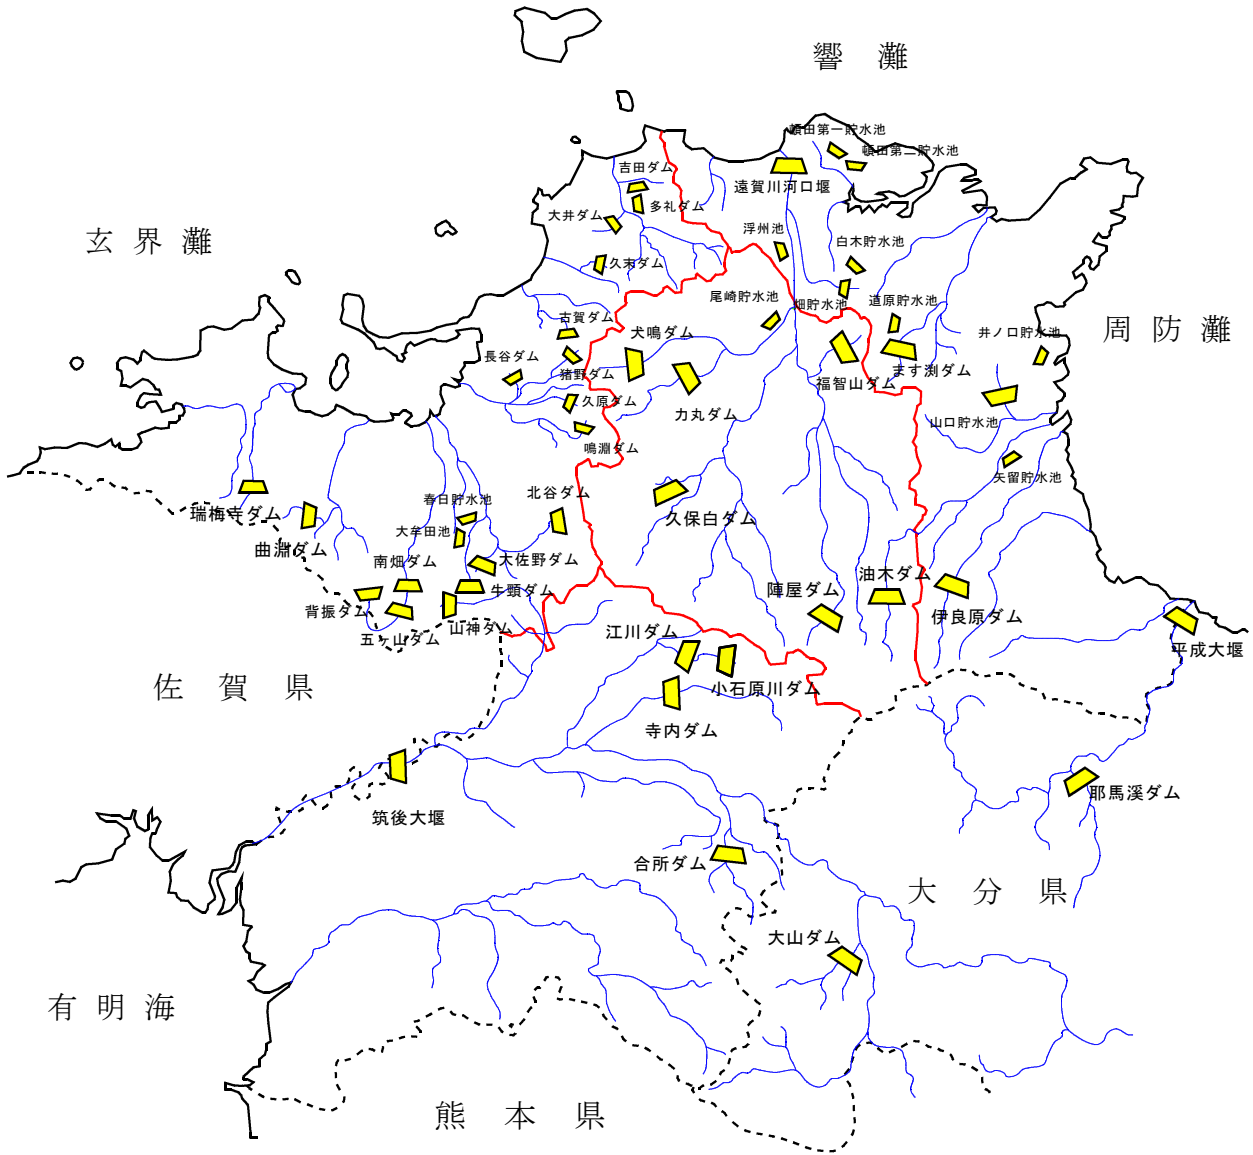 響灘
頓田第一貯水池
頓田第二貯水池
吉田ダム
遠賀川河口堰
多礼ダム
大井ダム
浮州池
玄界灘
白木貯水池
久末ダム
尾崎貯水池
畑貯水池
道原貯水池
古賀ダム
犬鳴ダム
井ノ口貯水池
周防灘
長谷ダム
猪野ダム
福智山ダム
ます渕ダム
久原ダム
力丸ダム
山口貯水池
鳴淵ダム
矢留貯水池
北谷ダム
春日貯水池
瑞梅寺ダム
久保白ダム
大牟田池
曲淵ダム
南畑ダム
大佐野ダム
油木ダム
牛頸ダム
陣屋ダム
背振ダム
伊良原ダム
山神ダム
江川ダム
五ヶ山ダム
平成大堰
佐賀県
小石原川ダム
寺内ダム
耶馬溪ダム
筑後大堰
合所ダム
大分県
大山ダム
有明海
熊本県